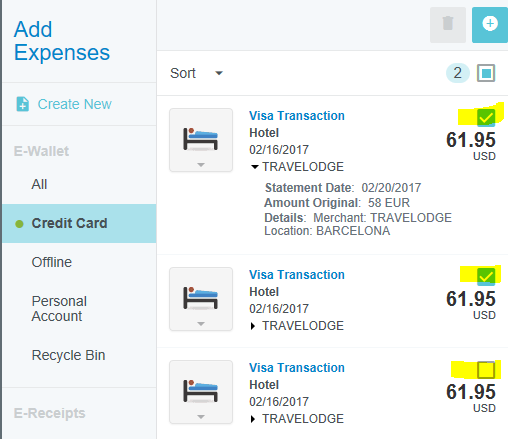 Add
Expenses
Create New
E-Wallet
All
Credit Card
Offline
Personal
Account
Recycle Bin
E-Receipts
Sort
2
Visa Transaction
Hotel
02/16/2017
TRAVELODGE
61.95
USD
Statement Date: 02/20/2017
Amount Original: 58 EUR
Details: Merchant: TRAVELODGE
Location: BARCELONA
Visa Transaction
Hotel
02/16/2017
TRAVELODGE
61.95
USD
Visa Transaction
Hotel
02/16/2017
TRAVELODGE
61.95
USD